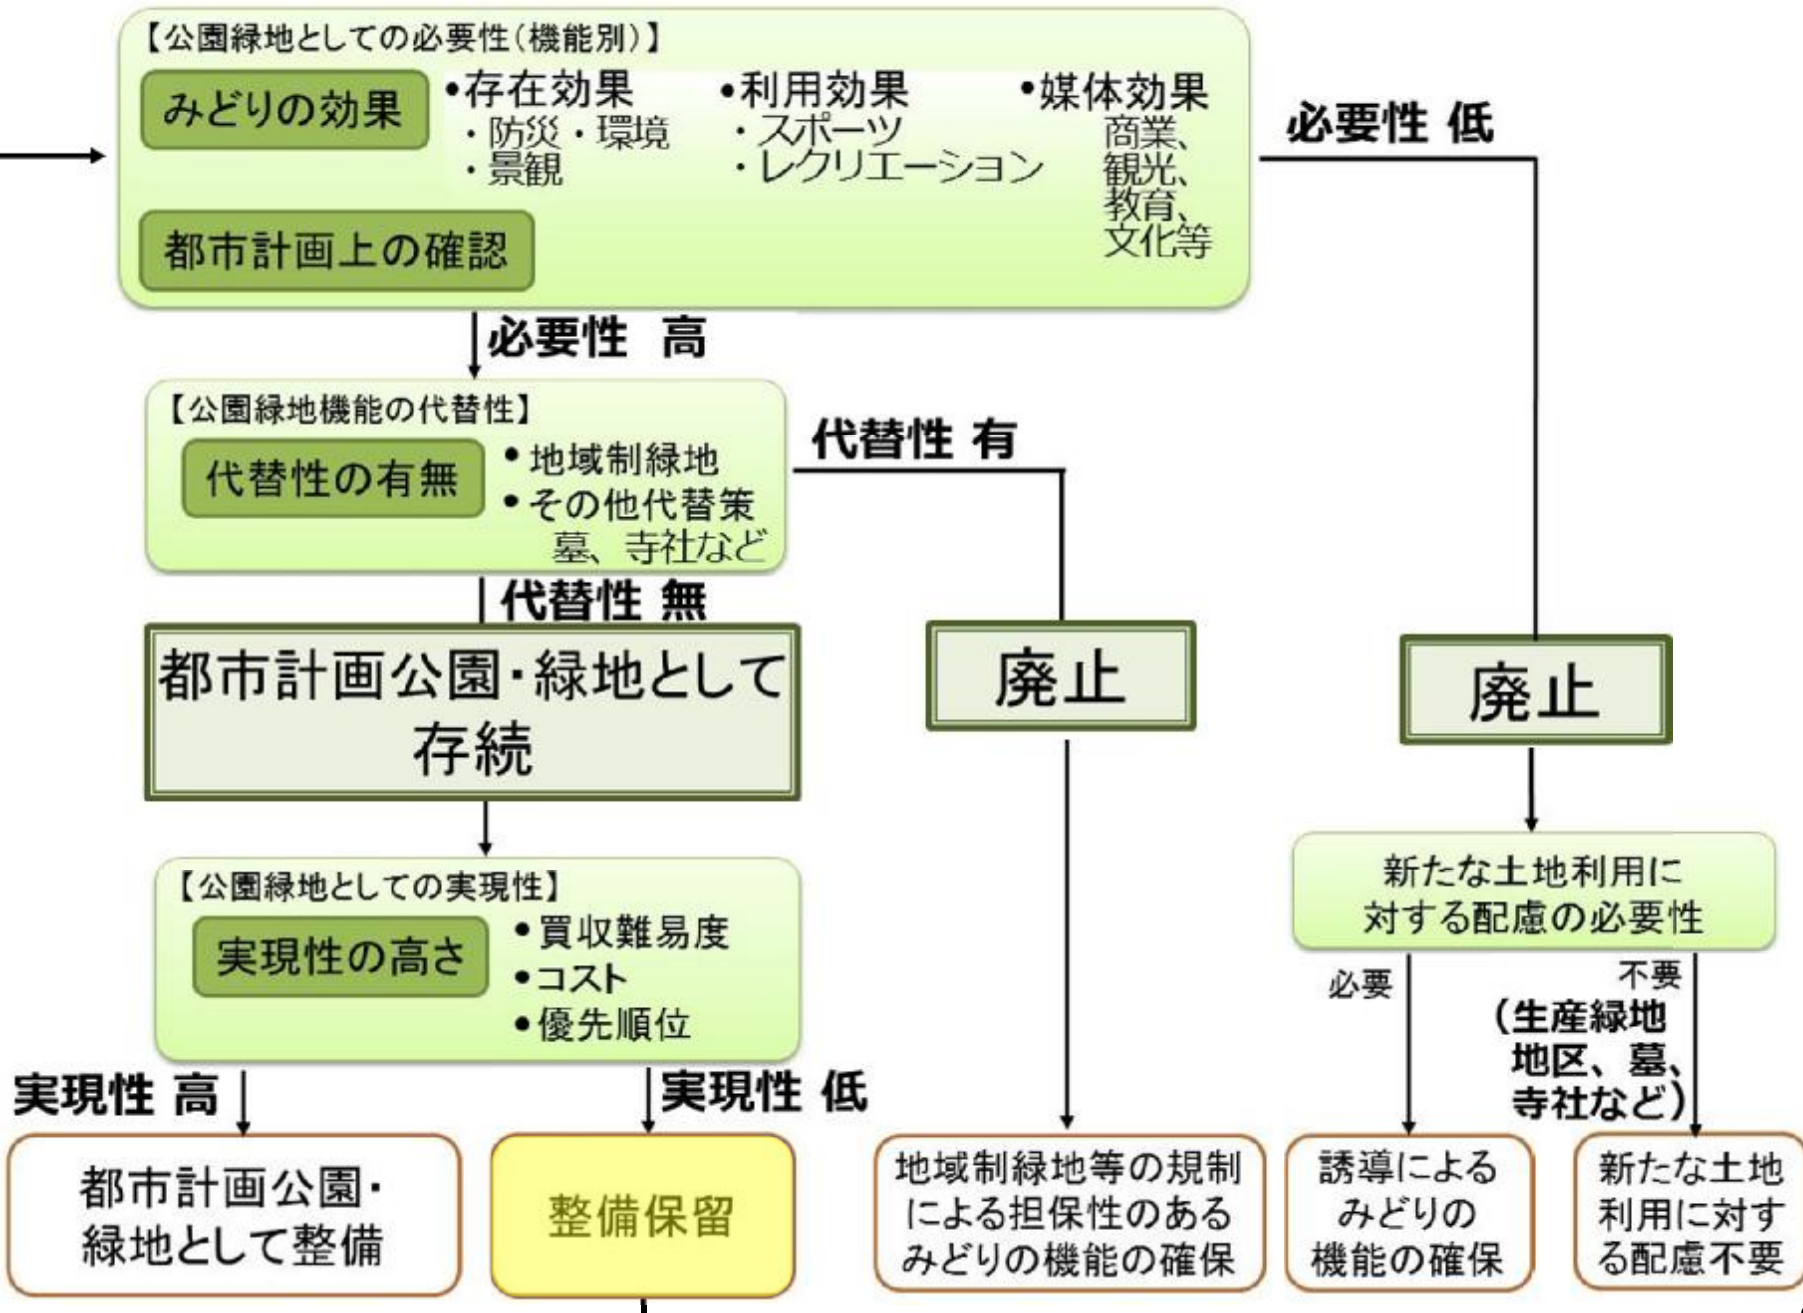 【公園緑地としての必要性（機能別）】
みどりの効果
•存在効果
・防災・環境
・景観
•利用効果
・スポーツ
・レクリエーション
•媒体効果
商業、
観光、
教育、
文化等
都市計画上の確認
必要性 低
必要性 高
【公園緑地機能の代替性】
代替性の有無
•地域制緑地
•その他代替策
墓、寺社など
代替性 有
代替性 無
都市計画公園・緑地として
存続
廃止
廃止
【公園緑地としての実現性】
実現性の高さ
•買収難易度
•コスト
•優先順位
新たな土地利用に
対する配慮の必要性
必要
不要
（生産緑地
地区、墓、
寺社など）
実現性 高
実現性 低
都市計画公園・
緑地として整備
整備保留
地域制緑地等の規制
による担保性のある
みどりの機能の確保
誘導による
みどりの
機能の確保
新たな土地
利用に対す
る配慮不要